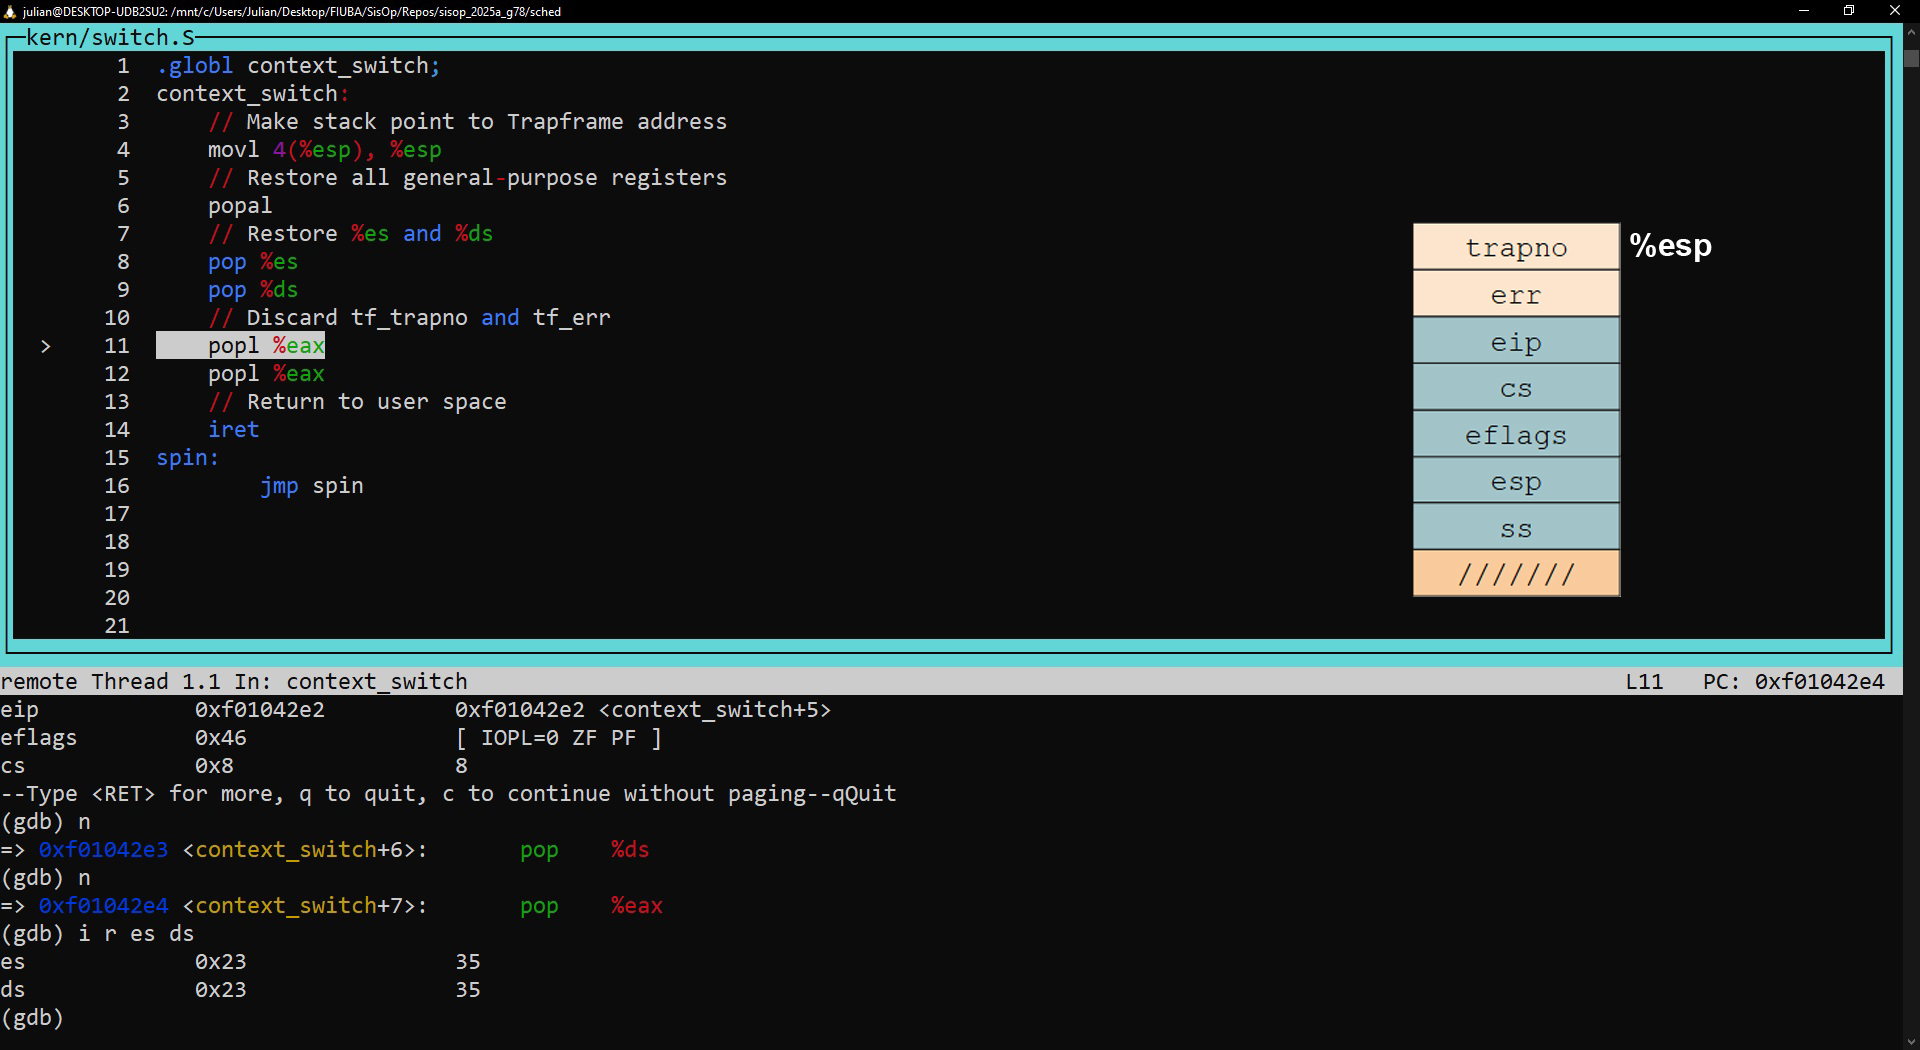 julian@DESKTOP-UDB2SU2: /mnt/c/Users/Julian/Desktop/FIUBA/SisOp/Repos/sisop_2025a_g78/sched
kern/switch.S
1 .globl context_switch;
2 context_switch:
3 // Make stack point to Trapframe address
4 movl 4(%esp), %esp
5 // Restore all general-purpose registers
6 popal
7 // Restore %es and %ds
8 pop %es
9 pop %ds
10 // Discard tf_trapno and tf_err
> 11 popl %eax
12 popl %eax
13 // Return to user space
14 iret
15 spin:
16 jmp spin
17
18
19
20
21
trapno %esp
err
eip
cs
eflags
esp
ss
///////
remote Thread 1.1 In: context_switch L11 PC: 0xf01042e4
eip 0xf01042e2 0xf01042e2 <context_switch+5>
eflags 0x46 [ IOPL=0 ZF PF ]
cs 0x8 8
--Type <RET> for more, q to quit, c to continue without paging--qQuit
(gdb) n
=> 0xf01042e3 <context_switch+6>: pop %ds
(gdb) n
=> 0xf01042e4 <context_switch+7>: pop %eax
(gdb) i r es ds
es 0x23 35
ds 0x23 35
(gdb)